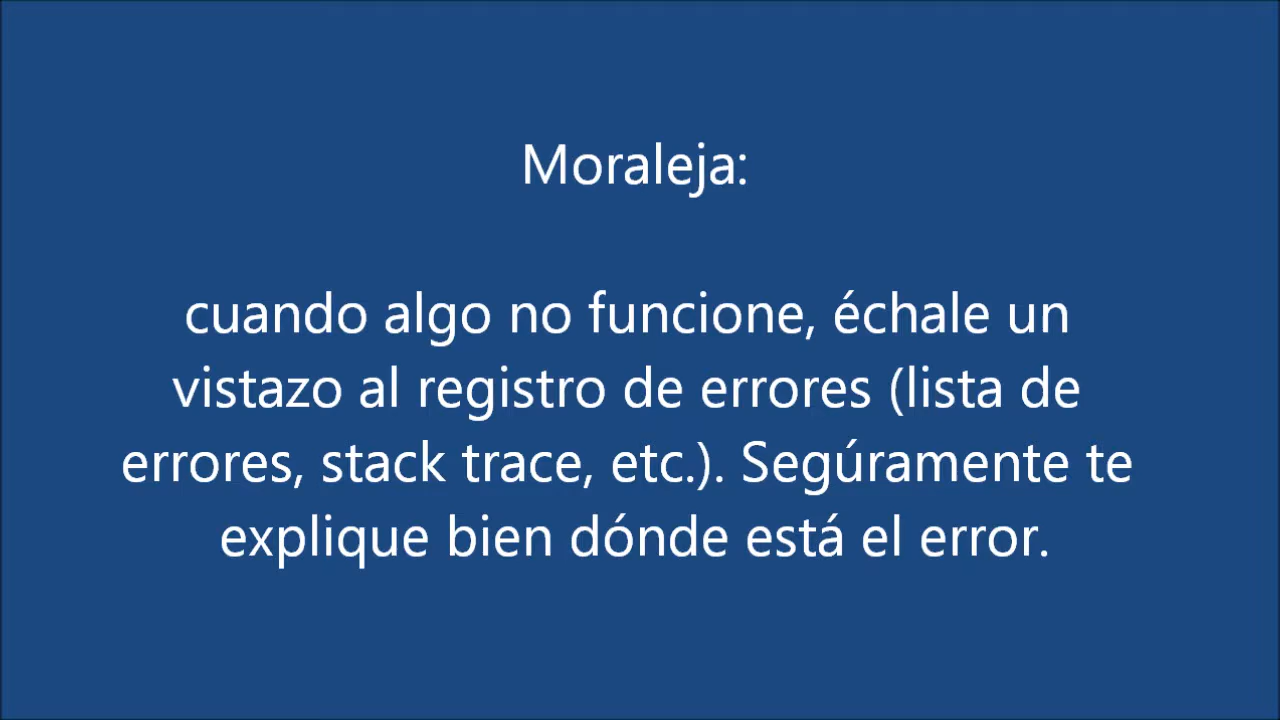 Moraleja:
cuando algo no funcione, échale un
vistazo al registro de errores (lista de
errores, stack trace, etc.). Segúramente te
explique bien dónde está el error.